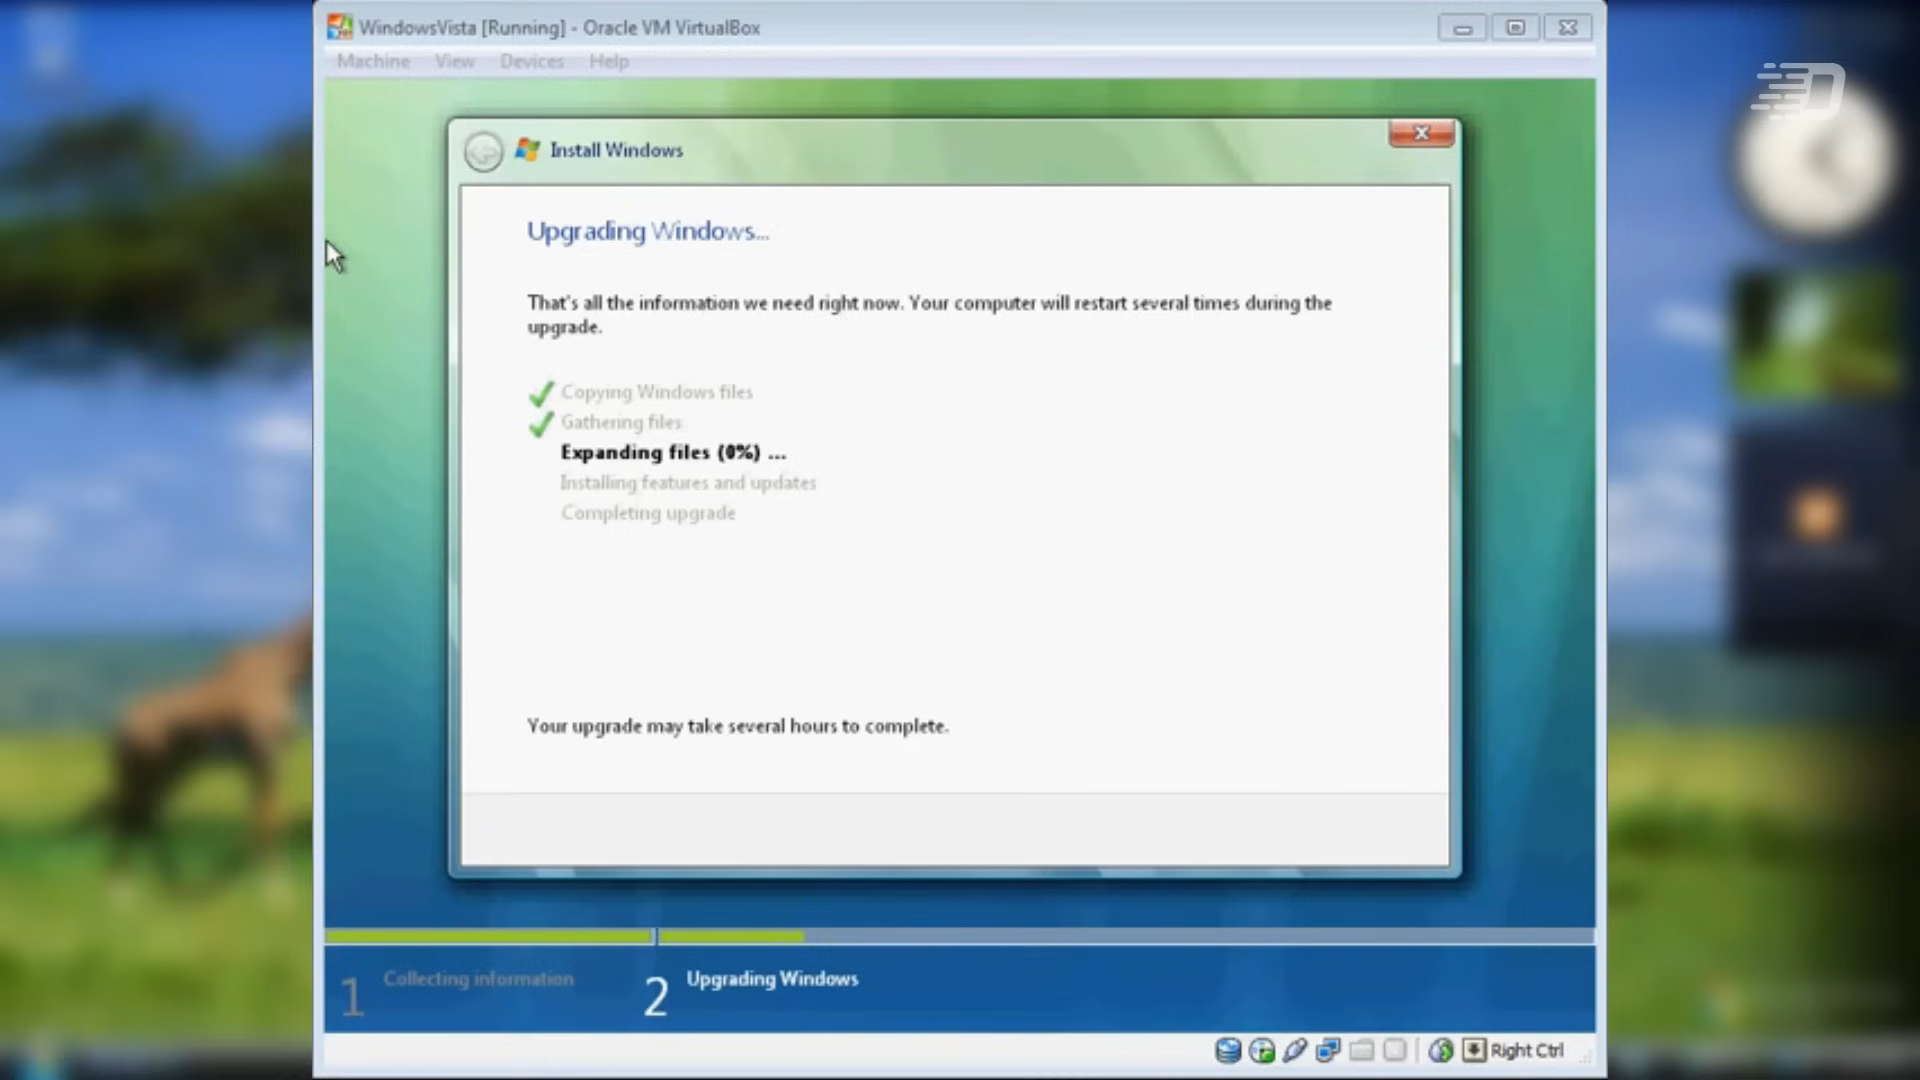 WindowsVista [Running] - Oracle VM VirtualBox
Machine View Devices Help
Install Windows
Upgrading Windows...
That's all the information we need right now. Your computer will restart several times during the
upgrade.
Copying Windows files
Gathering files
Expanding files (0%) ...
Installing features and updates
Completing upgrade
Your upgrade may take several hours to complete.
1 Collecting information
2 Upgrading Windows
Right Ctrl